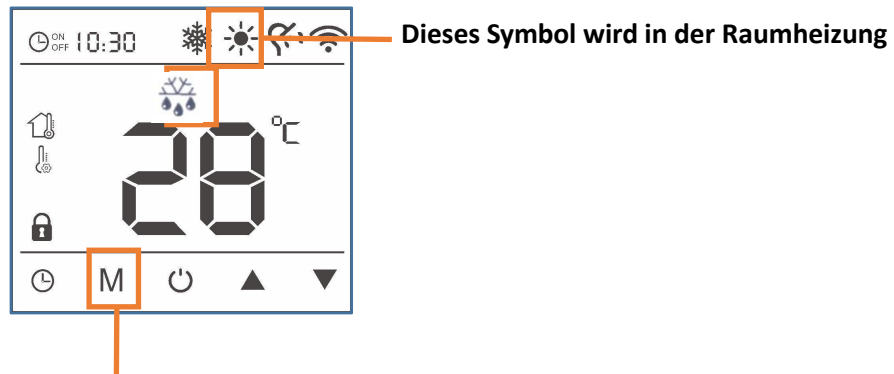 ON
OFF 10:30
Dieses Symbol wird in der Raumheizung
28 °C
M